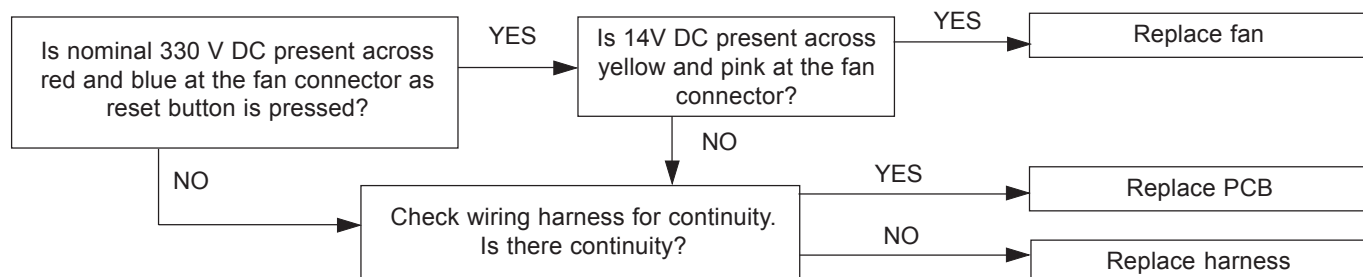 Is nominal 330 V DC present across
red and blue at the fan connector as
reset button is pressed?
YES
Is 14V DC present across
yellow and pink at the fan
connector?
YES
Replace fan
NO
NO
Check wiring harness for continuity.
Is there continuity?
YES
Replace PCB
NO
Replace harness